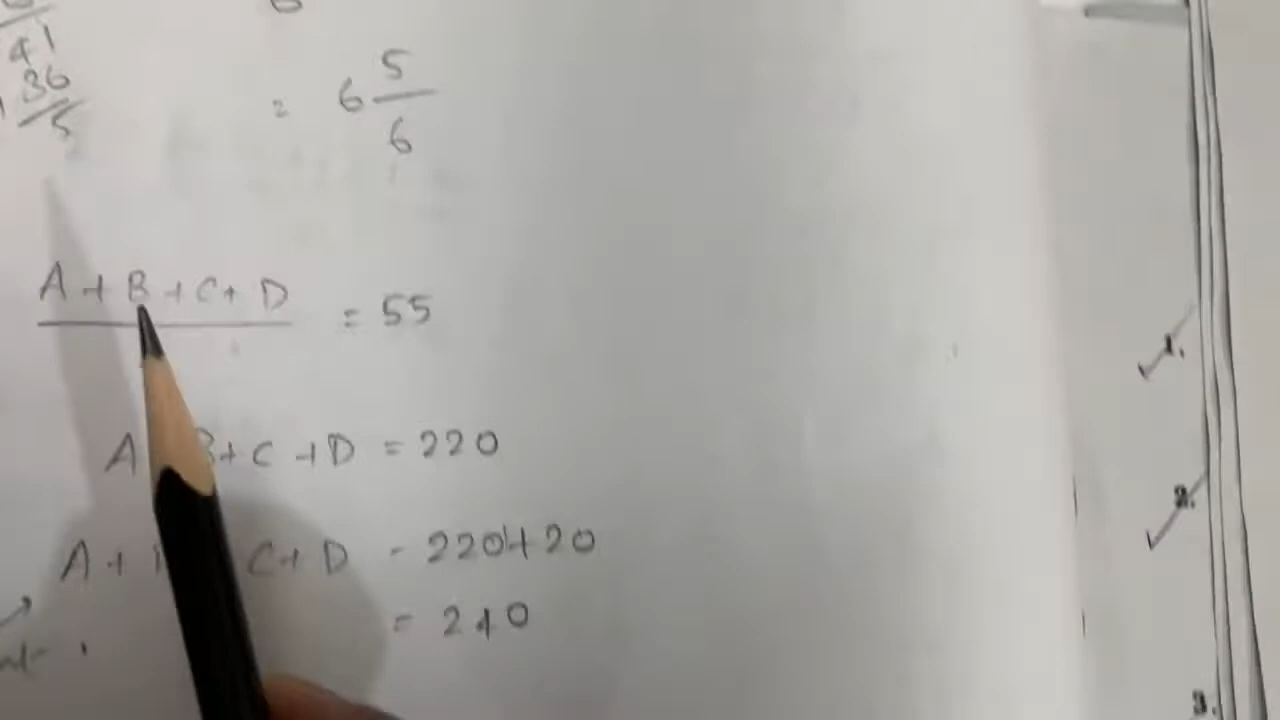 41
36
5
= 6 5/6
A + B + C + D = 55
A B + C + D = 220
A + C + D = 220 + 20
= 240
1.
2.
3.